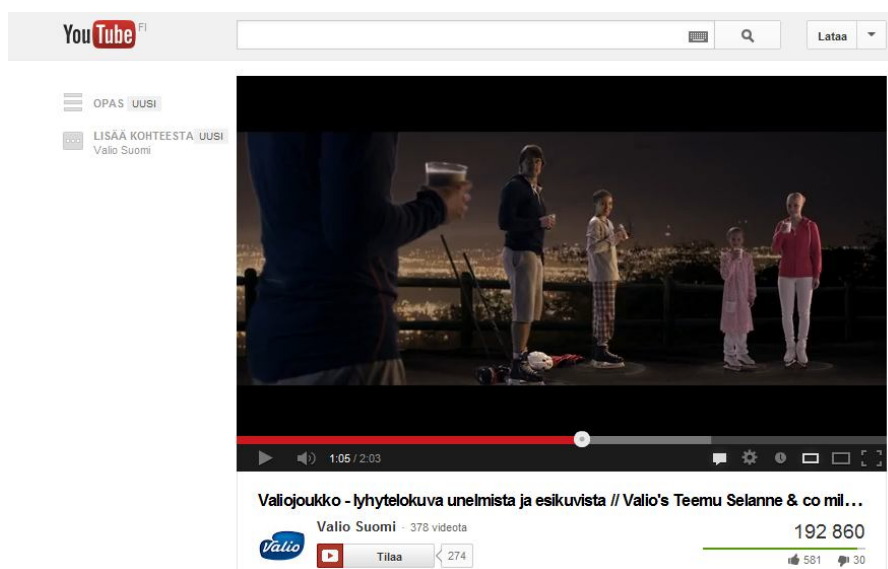 YouTube FI
Lataa
OPAS UUSI
LISÄÄ KOHTEESTA UUSI
Valio Suomi
1:05 / 2:03
Valiojoukko - lyhytelokuva unelmista ja esikuvista // Valio's Teemu Selanne & co mil...
Valio Suomi · 378 videota
192 860
Valio
Tilaa 274
581 30